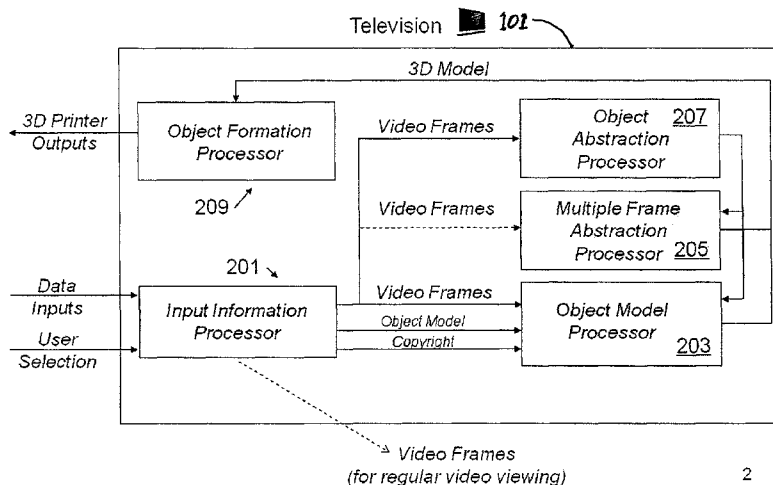 Television 101
3D Model
3D Printer
Outputs
Object Formation
Processor
209
Video Frames
Object 207
Abstraction
Processor
Video Frames
Multiple Frame
Abstraction
Processor 205
201
Data
Inputs
User
Selection
Input Information
Processor
Video Frames
Object Model
Copyright
Object Model
Processor
203
Video Frames
(for regular video viewing)
2